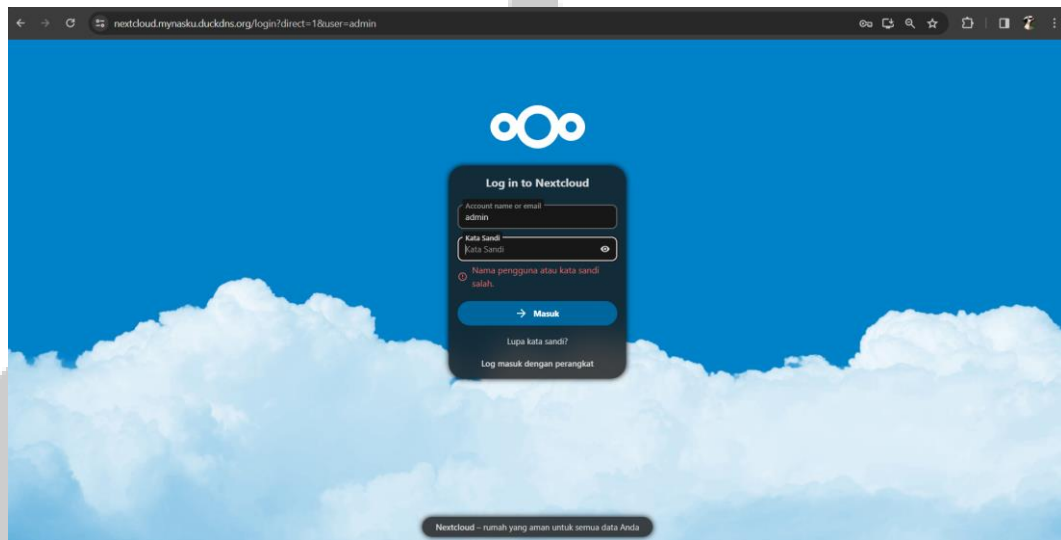 nextcloud.mynasku.duckdns.org/login?direct=1&user=admin
Log in to Nextcloud
Account name or email
admin
Kata Sandi
Kata Sandi
Nama pengguna atau kata sandi
salah.
→ Masuk
Lupa kata sandi?
Log masuk dengan perangkat
Nextcloud – rumah yang aman untuk semua data Anda